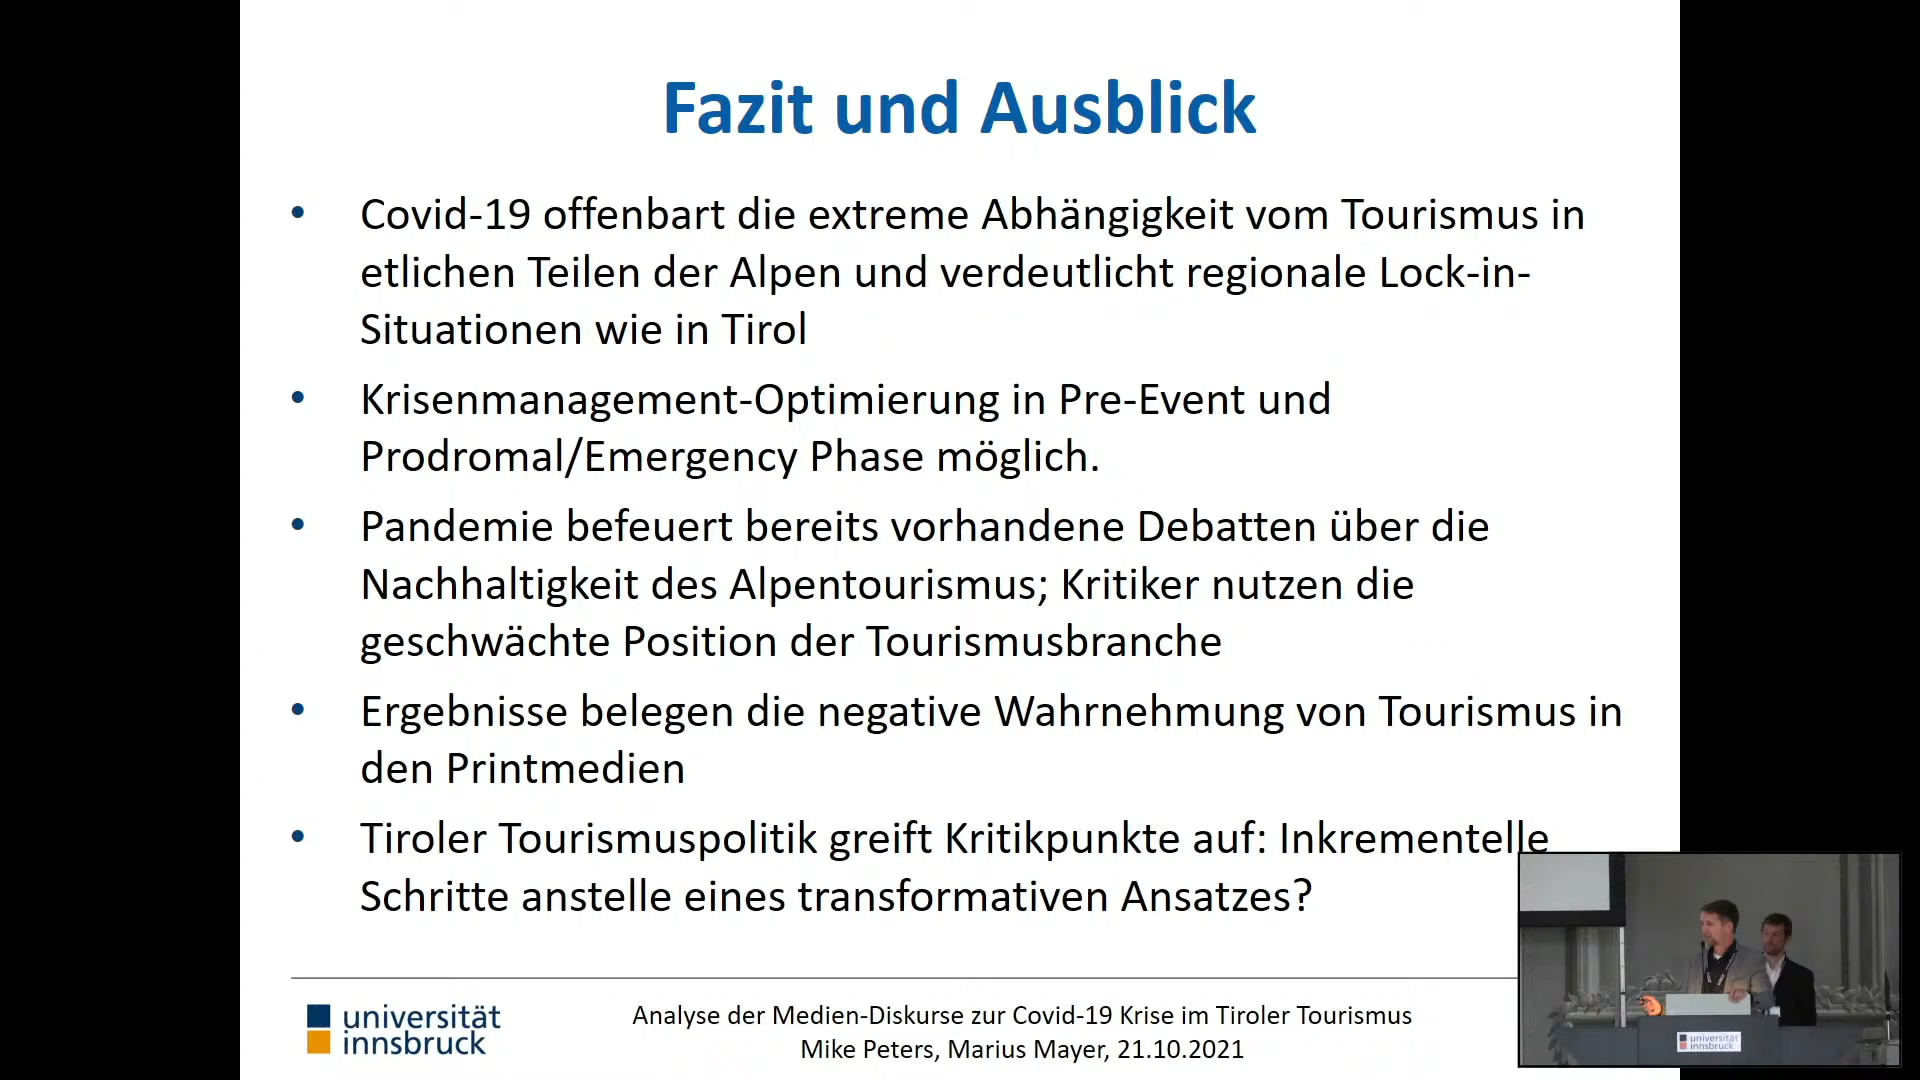 Fazit und Ausblick
• Covid-19 offenbart die extreme Abhängigkeit vom Tourismus in
etlichen Teilen der Alpen und verdeutlicht regionale Lock-in-
Situationen wie in Tirol
• Krisenmanagement-Optimierung in Pre-Event und
Prodromal/Emergency Phase möglich.
• Pandemie befeuert bereits vorhandene Debatten über die
Nachhaltigkeit des Alpentourismus; Kritiker nutzen die
geschwächte Position der Tourismusbranche
• Ergebnisse belegen die negative Wahrnehmung von Tourismus in
den Printmedien
• Tiroler Tourismuspolitik greift Kritikpunkte auf: Inkrementelle
Schritte anstelle eines transformativen Ansatzes?
universität
innsbruck
Analyse der Medien-Diskurse zur Covid-19 Krise im Tiroler Tourismus
Mike Peters, Marius Mayer, 21.10.2021
universität
innsbruck